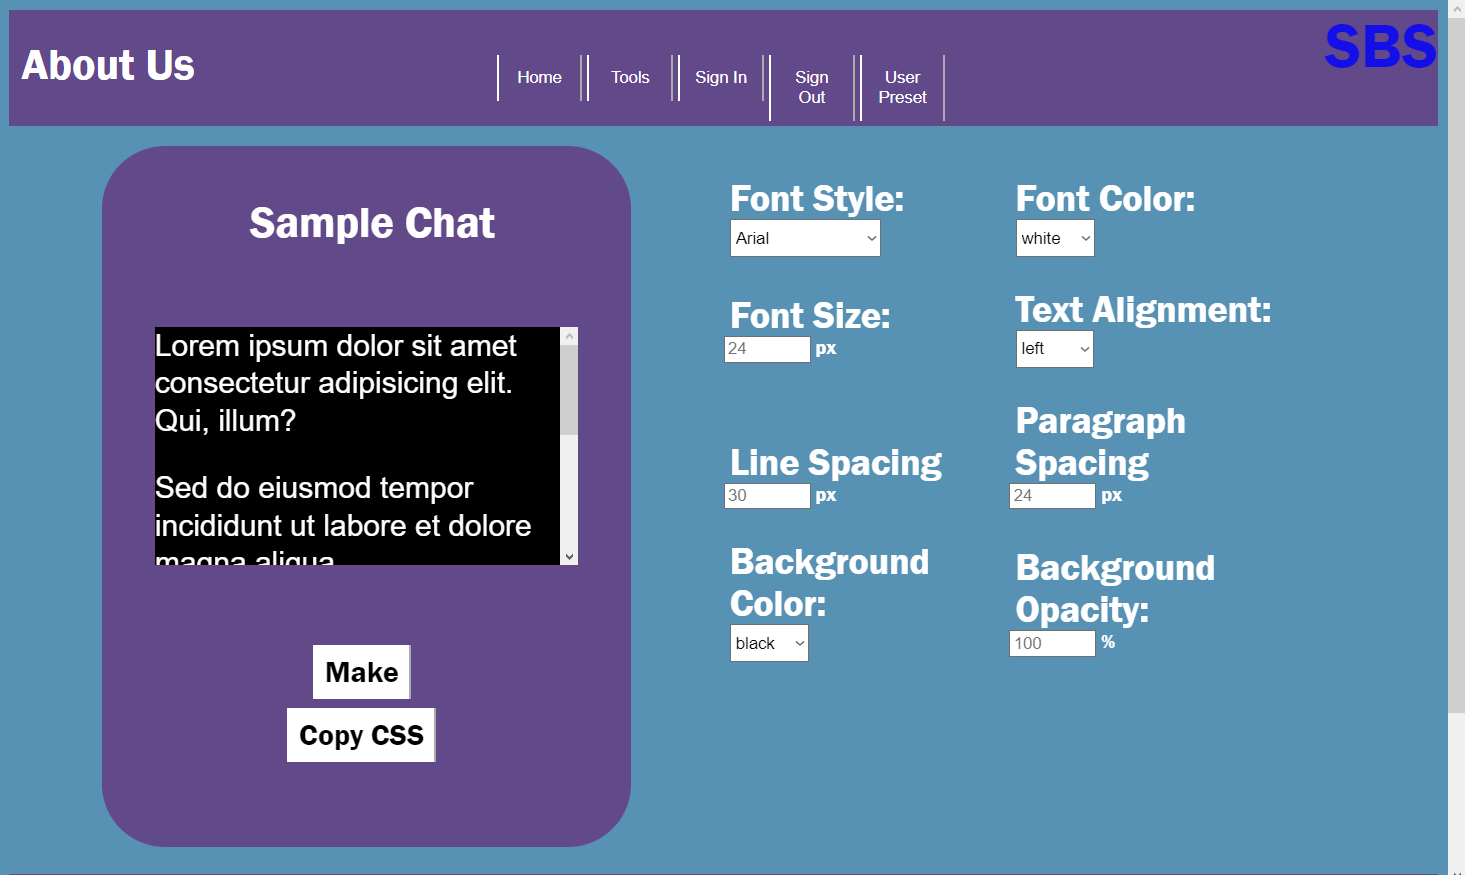 About Us
Home
Tools
Sign In
Sign
Out
User
Preset
SBS
Sample Chat
Lorem ipsum dolor sit amet
consectetur adipisicing elit.
Qui, illum?
Sed do eiusmod tempor
incididunt ut labore et dolore
magna aliqua
Make
Copy CSS
Font Style:
Arial
Font Color:
white
Font Size:
24 px
Text Alignment:
left
Line Spacing
30 px
Paragraph
Spacing
24 px
Background
Color:
black
Background
Opacity:
100 %